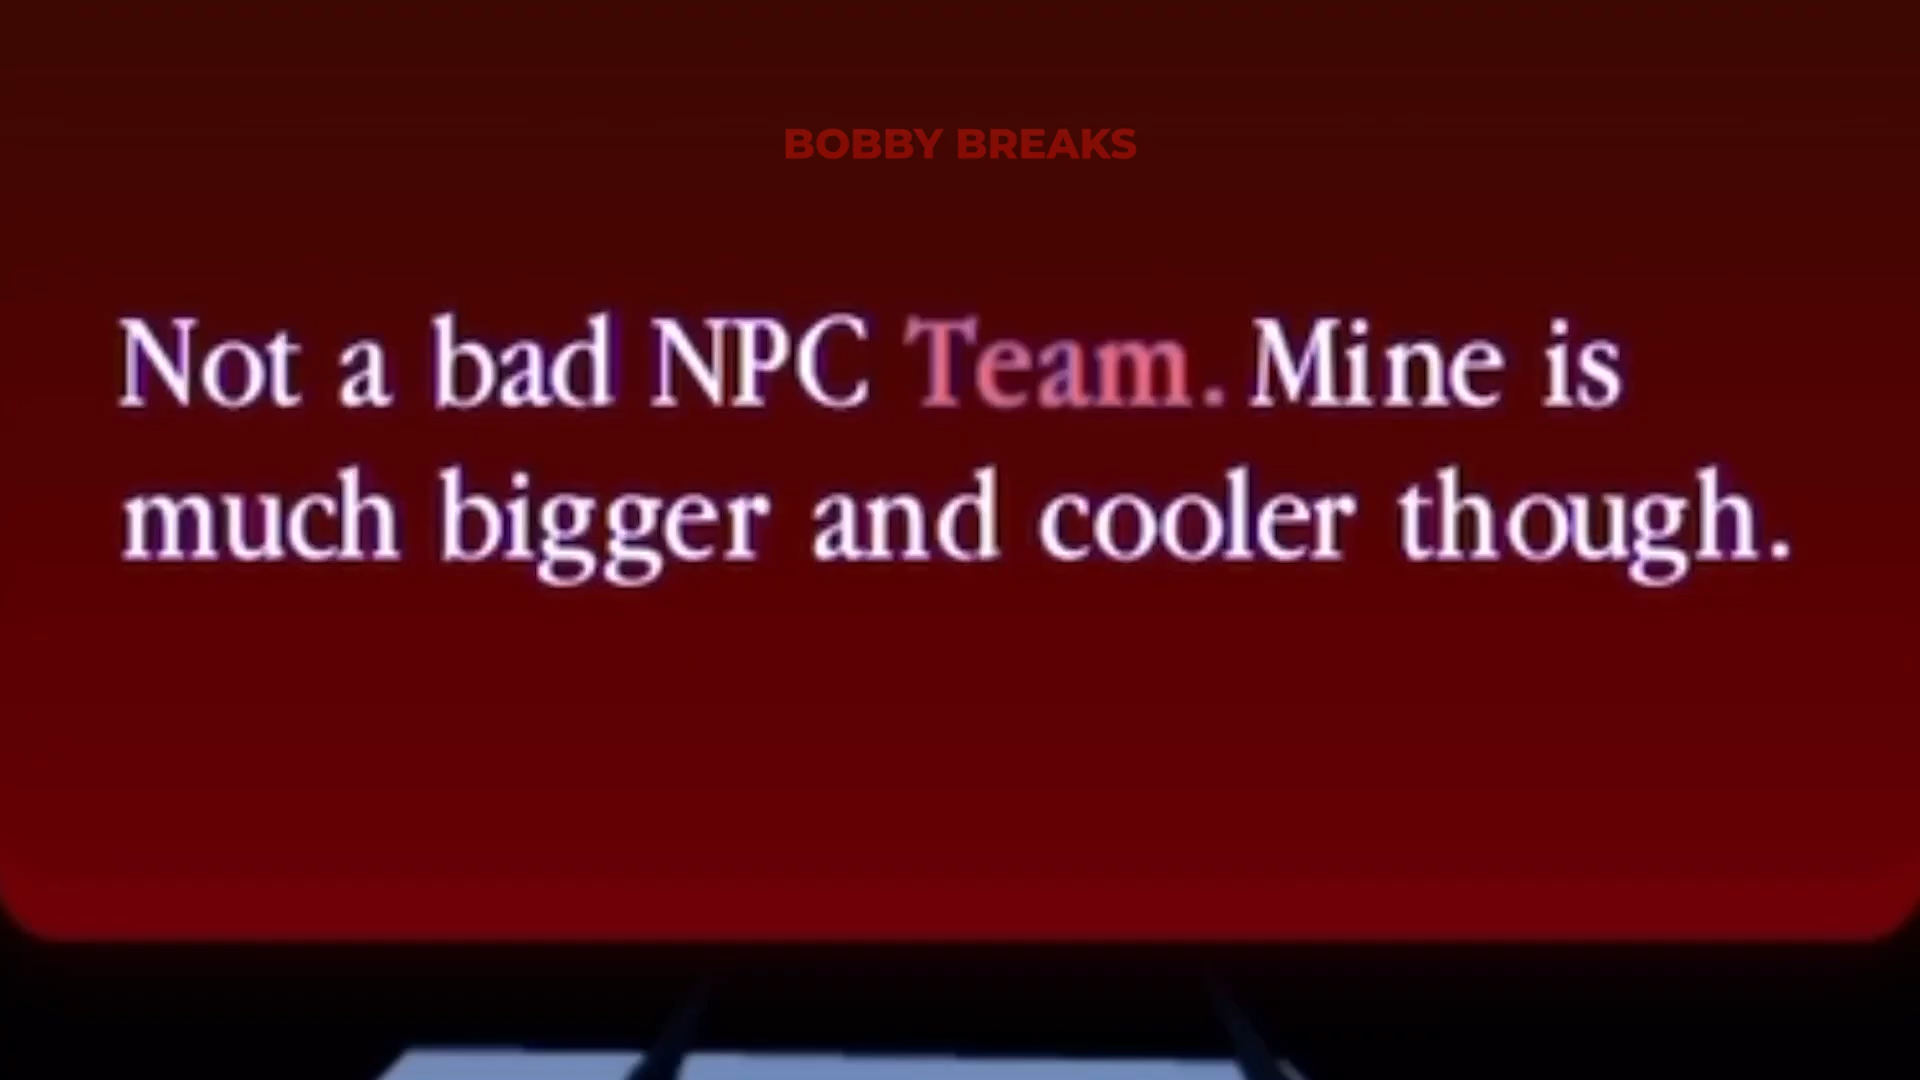 BOBBY BREAKS
Not a bad NPC Team. Mine is
much bigger and cooler though.